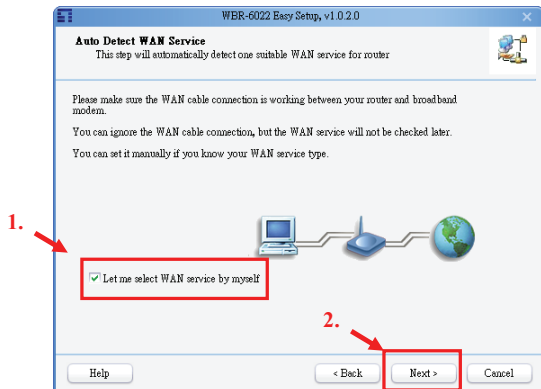 WBR-6022 Easy Setup, v1.0.2.0
Auto Detect WAN Service
This step will automatically detect one suitable WAN service for router
Please make sure the WAN cable connection is working between your router and broadband
modem.
You can ignore the WAN cable connection, but the WAN service will not be checked later.
You can set it manually if you know your WAN service type.
1.
Let me select WAN service by myself
2.
Help
< Back
Next >
Cancel